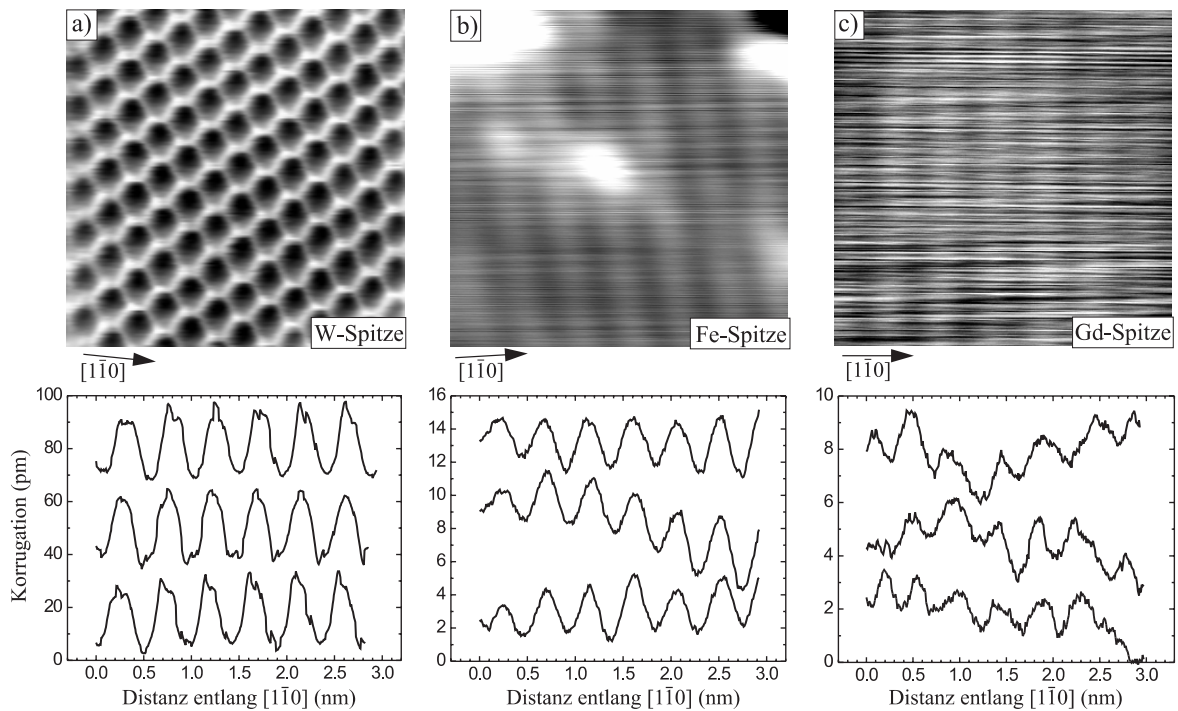 a)
W-Spitze
[11̄0]
b)
Fe-Spitze
[11̄0]
c)
Gd-Spitze
[11̄0]
Korrugation (pm)
100
80
60
40
20
0
0.0 0.5 1.0 1.5 2.0 2.5 3.0
Distanz entlang [11̄0] (nm)
16
14
12
10
8
6
4
2
0
0.0 0.5 1.0 1.5 2.0 2.5 3.0
Distanz entlang [11̄0] (nm)
10
8
6
4
2
0
0.0 0.5 1.0 1.5 2.0 2.5 3.0
Distanz entlang [11̄0] (nm)